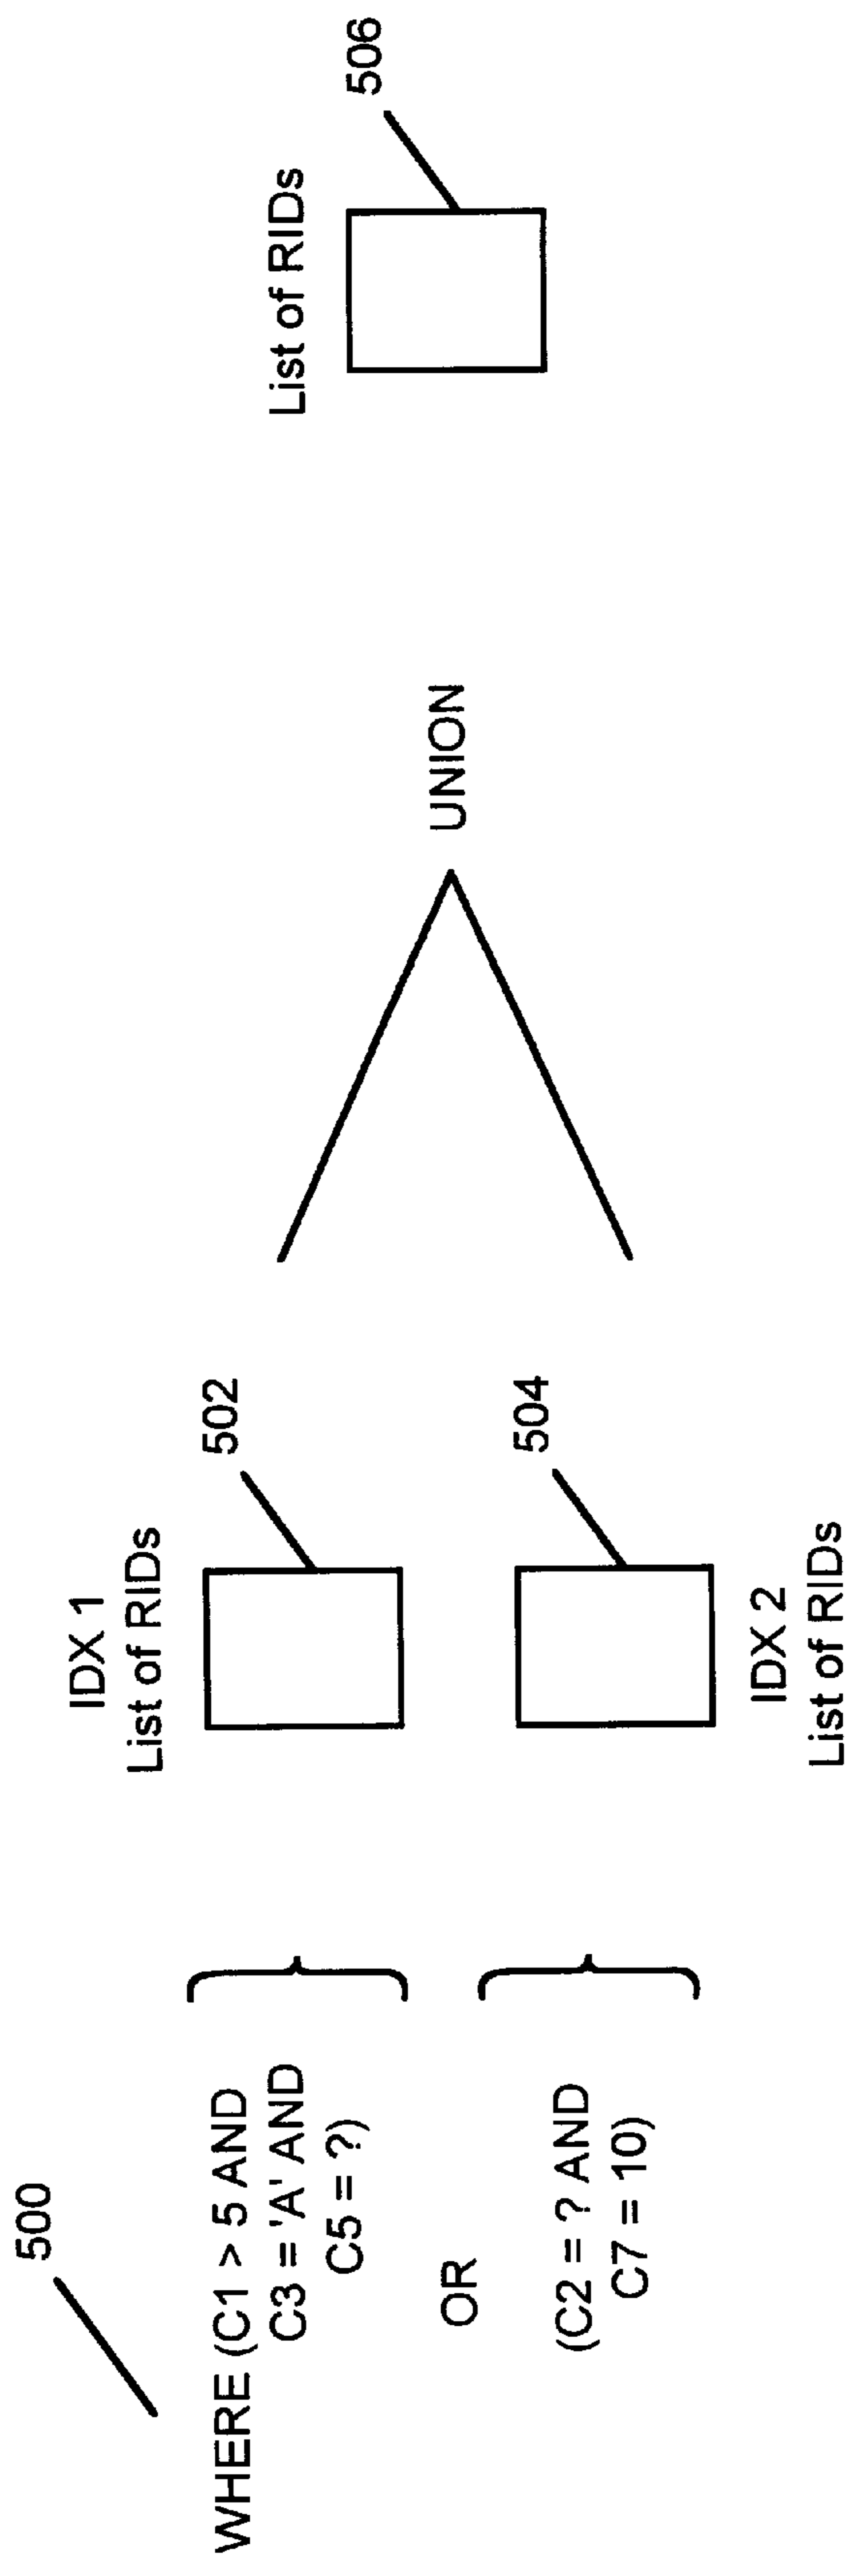 500
WHERE (C1 > 5 AND
C3 = 'A' AND
C5 = ?)
OR
(C2 = ? AND
C7 = 10)
IDX 1
List of RIDs
502
504
IDX 2
List of RIDs
UNION
List of RIDs
506